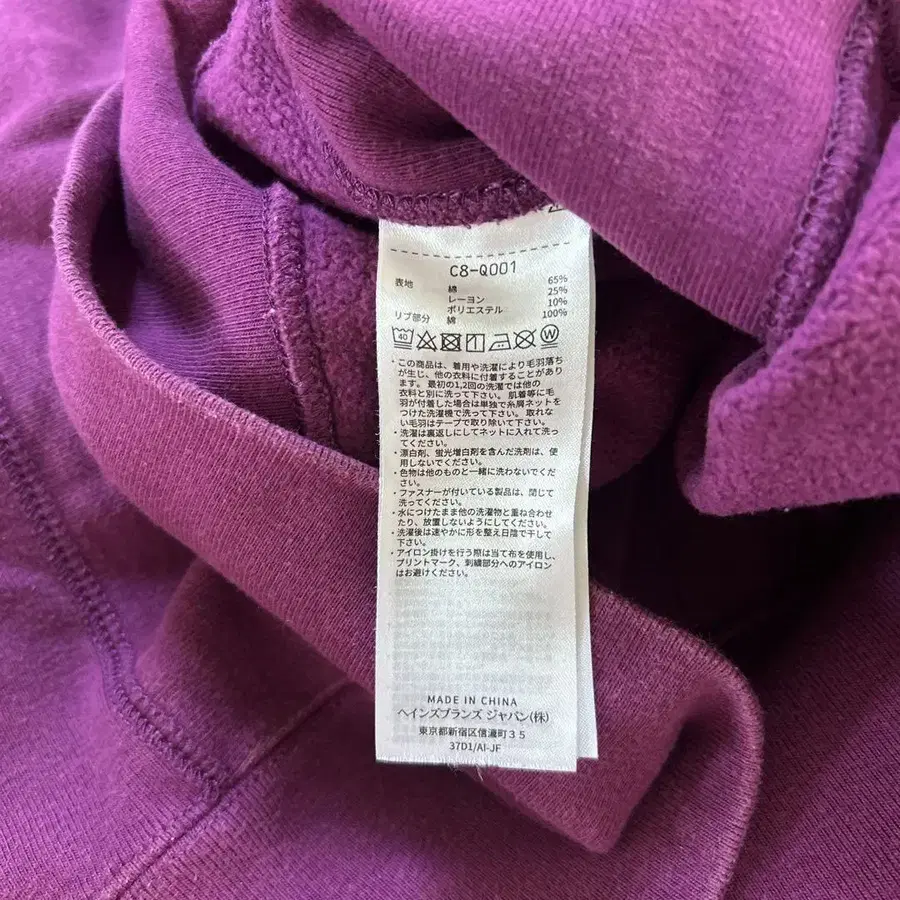 C8-Q001
表地 綿 65%
レーヨン 25%
ポリエステル 10%
リブ部分 綿 100%
40 W
・この商品は、着用や洗濯により毛羽落ち
が生じ、他の衣料に付着することがあり
ます。最初の1,2回の洗濯では他の
衣料と別に洗って下さい。肌着等に毛
羽が付着した場合は単独で糸屑ネットを
つけた洗濯機で洗って下さい。取れな
い毛羽はテープで取り除いて下さい。
・洗濯は裏返しにしてネットに入れて洗っ
てください。
・漂白剤、蛍光増白剤を含んだ洗剤は、使
用しないでください。
・色物は他のものと一緒に洗わないでくだ
さい。
・ファスナーが付いている製品は、閉じて
洗ってください。
・水につけたまま他の洗濯物と重ね合わせ
たり、放置しないようにしてください。
・洗濯後は速やかに形を整え日陰で干して
下さい。
・アイロン掛けを行う際は当て布を使用し、
プリントマーク、刺繍部分へのアイロン
はお避けください。
MADE IN CHINA
ヘインズブランズ ジャパン(株)
東京都新宿区信濃町３５
37D1/AI-JF